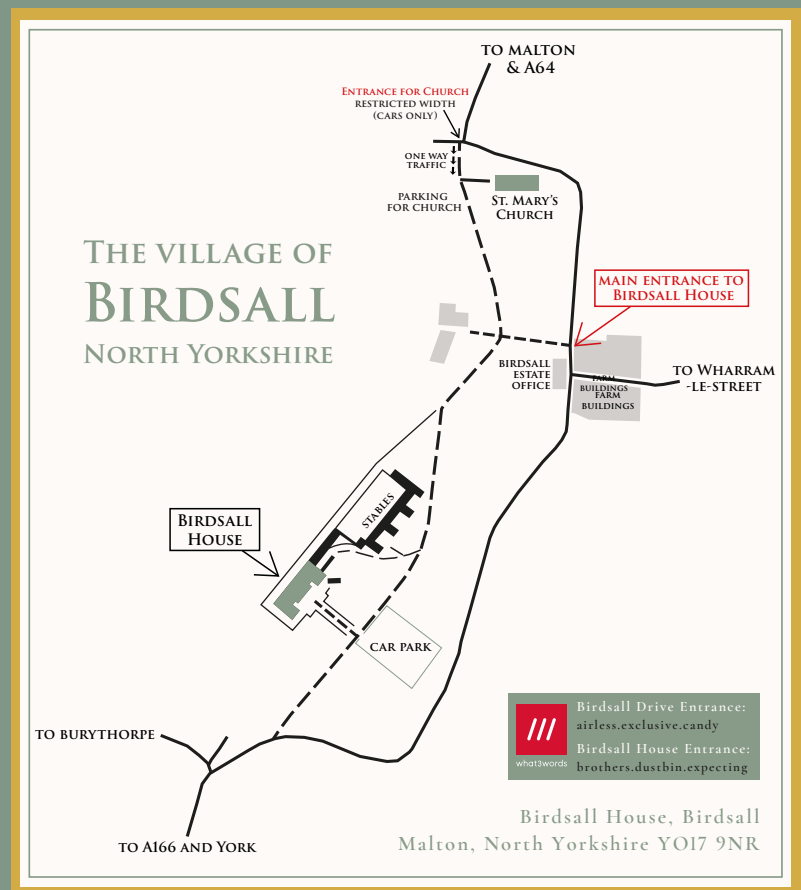 TO MALTON
& A64
ENTRANCE FOR CHURCH
RESTRICTED WIDTH
(CARS ONLY)
ONE WAY
TRAFFIC
PARKING
FOR CHURCH
ST. MARY'S
CHURCH
THE VILLAGE OF
BIRDSALL
NORTH YORKSHIRE
MAIN ENTRANCE TO
BIRDSALL HOUSE
BIRDSALL
ESTATE
OFFICE
TO WHARRAM
-LE-STREET
FARM
BUILDINGS
FARM
BUILDINGS
STABLES
BIRDSALL
HOUSE
CAR PARK
TO BURYTHORPE
TO A166 AND YORK
Birdsall Drive Entrance:
airless.exclusive.candy
Birdsall House Entrance:
brothers.dustbin.expecting
what3words
Birdsall House, Birdsall
Malton, North Yorkshire YO17 9NR